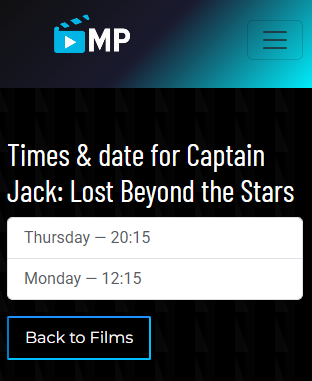 MP
Times & date for Captain
Jack: Lost Beyond the Stars
Thursday — 20:15
Monday — 12:15
Back to Films